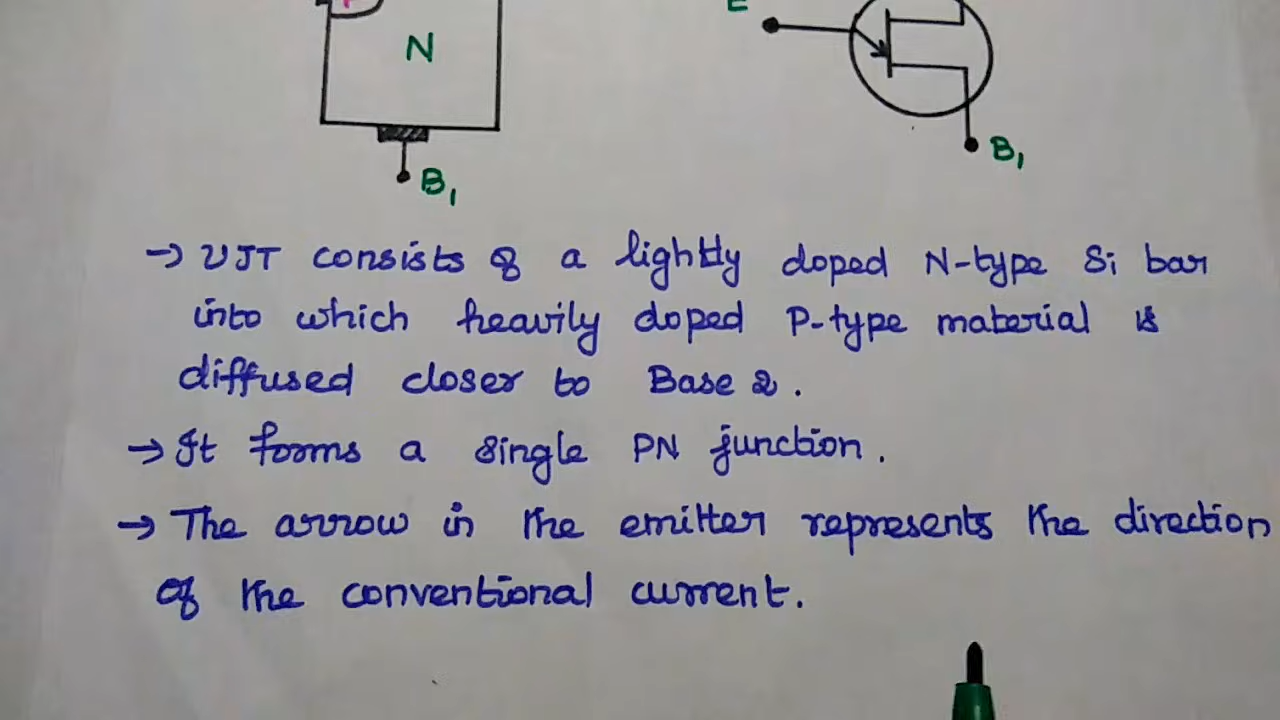 N
B₁
B₁
→ UJT consists of a lightly doped N-type Si bar
into which heavily doped P-type material is
diffused closer to Base 2.
→ It forms a single PN junction.
→ The arrow in the emitter represents the direction
of the conventional current.